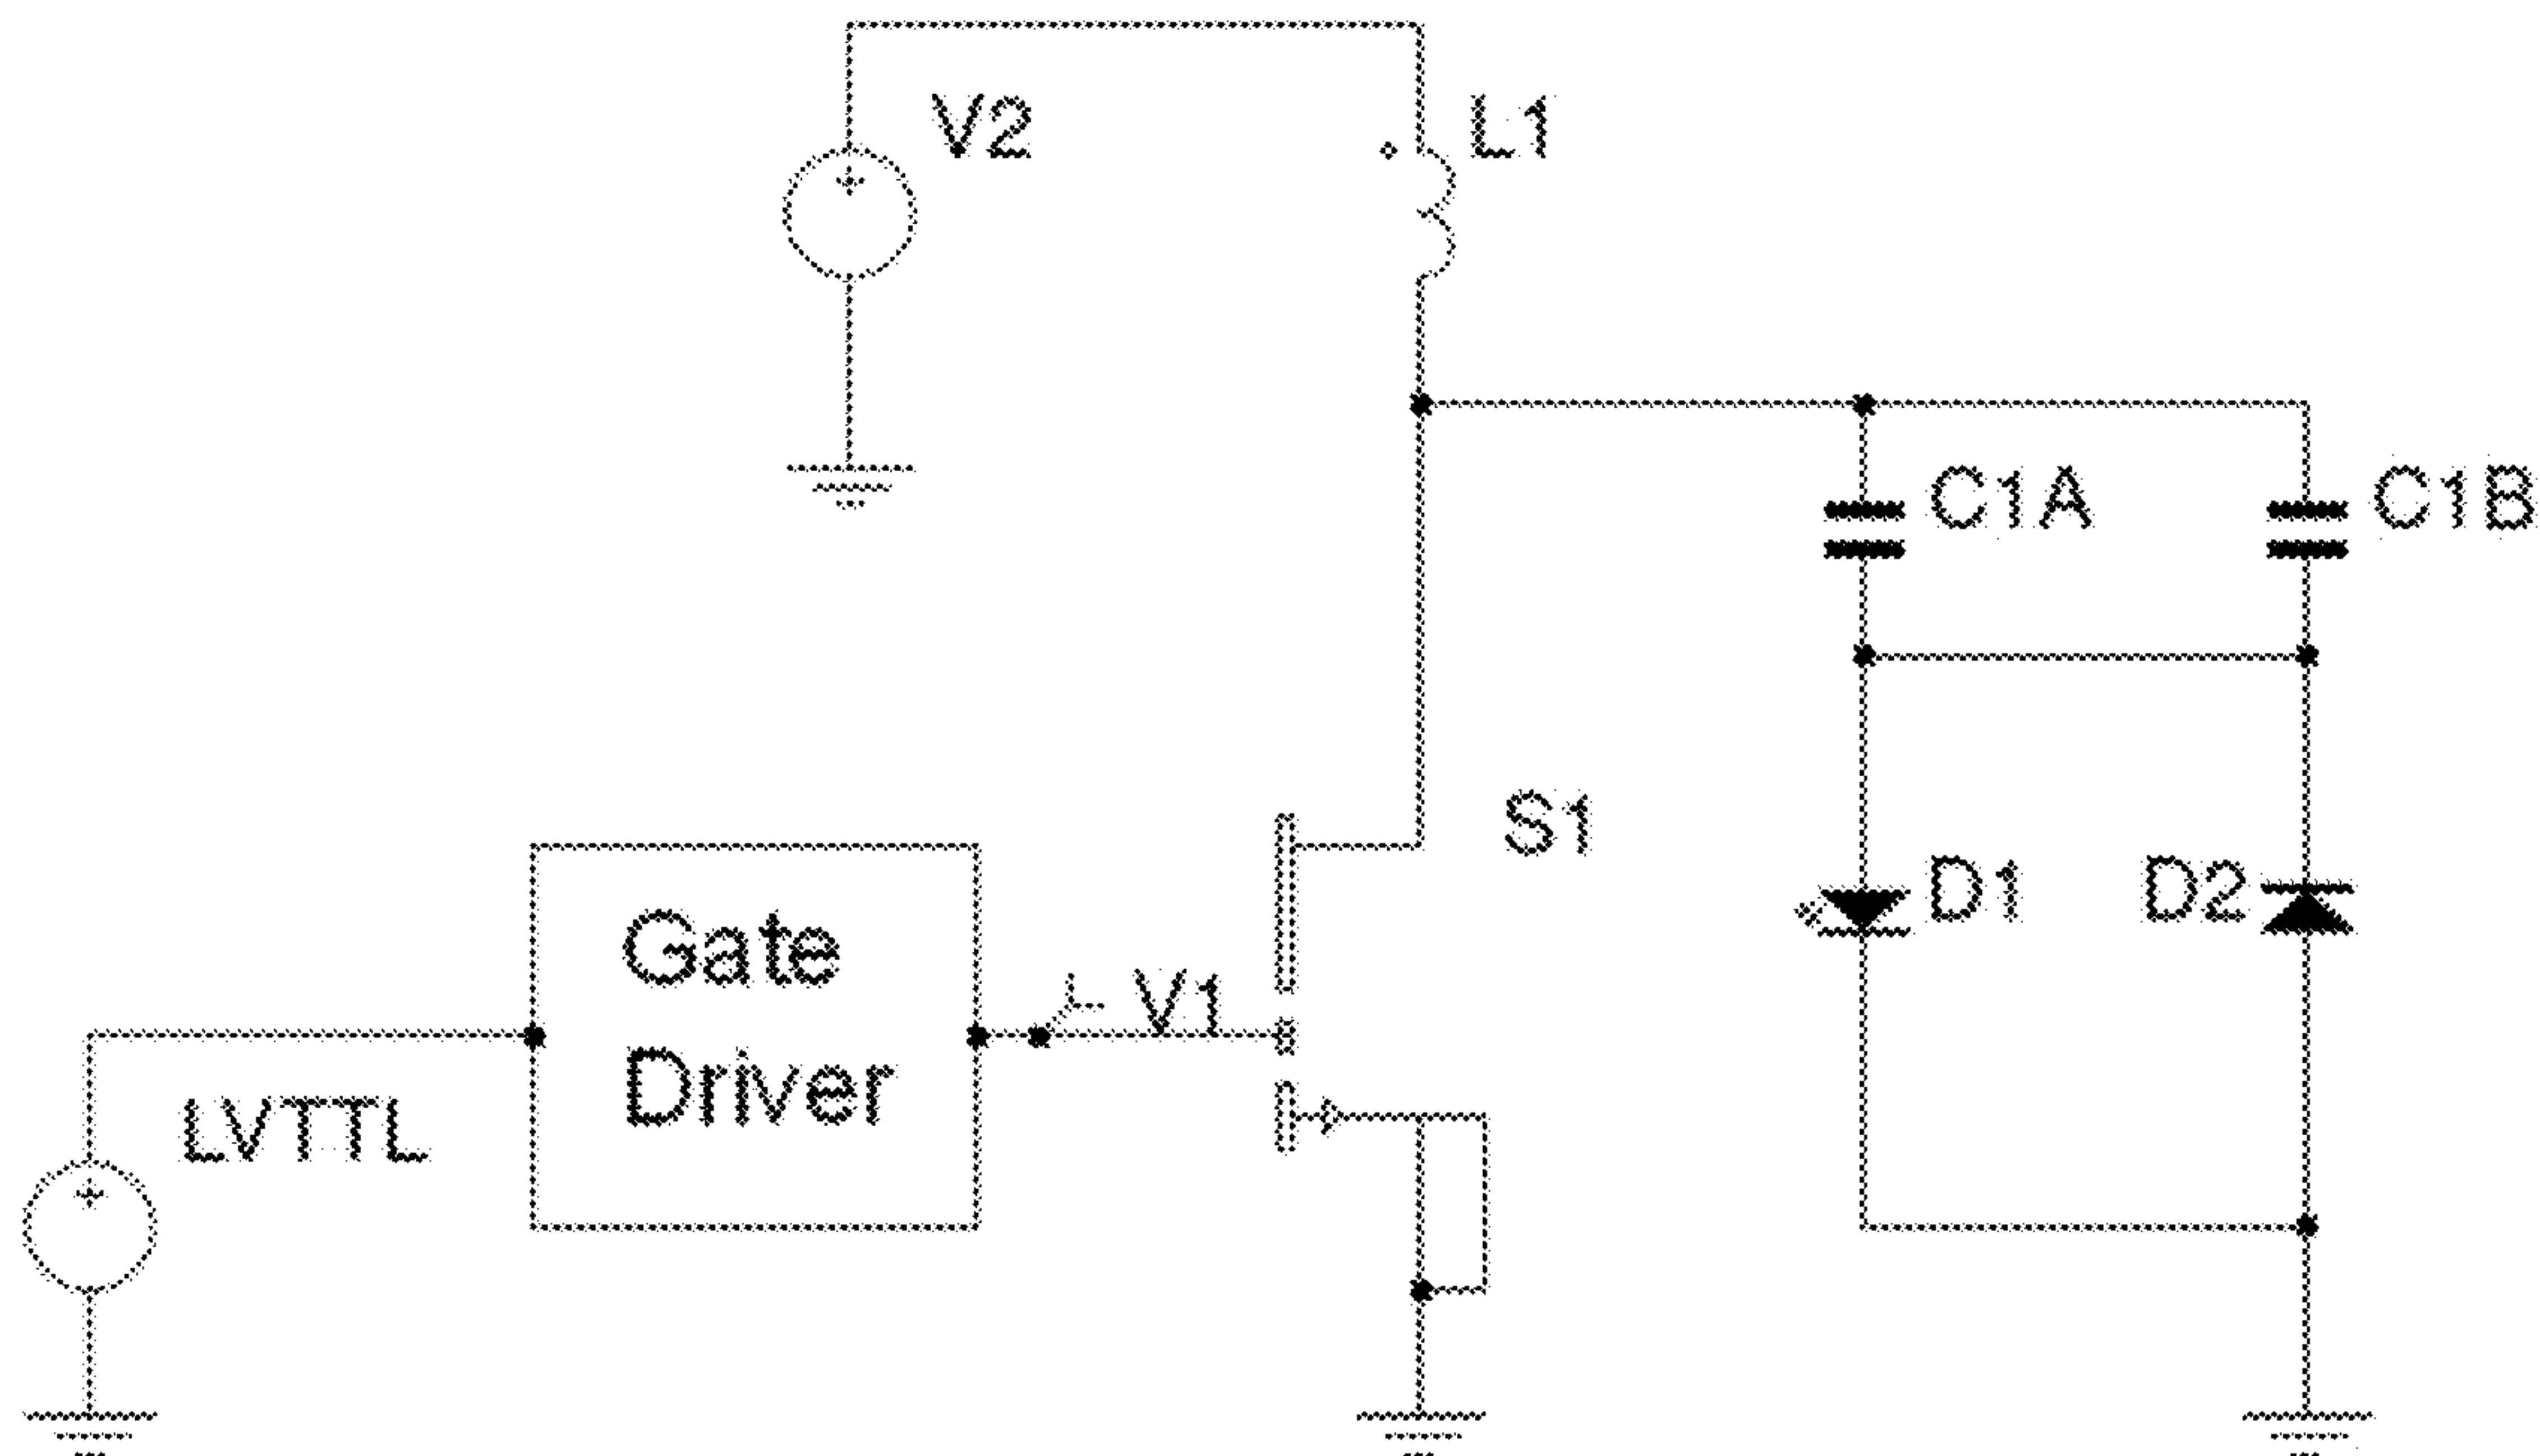 V2
L1
C1A
C1B
S1
D1
D2
Gate
Driver
V1
LVTTL